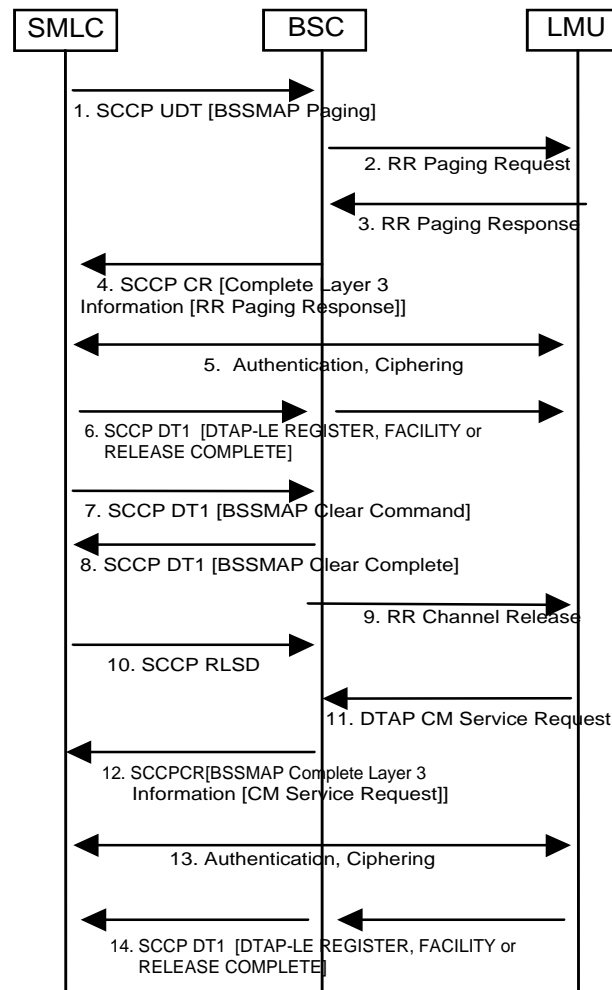 SMLC BSC LMU
1. SCCP UDT [BSSMAP Paging]
2. RR Paging Request
3. RR Paging Response
4. SCCP CR [Complete Layer 3
Information [RR Paging Response]]
5. Authentication, Ciphering
6. SCCP DT1 [DTAP-LE REGISTER, FACILITY or
RELEASE COMPLETE]
7. SCCP DT1 [BSSMAP Clear Command]
8. SCCP DT1 [BSSMAP Clear Complete]
9. RR Channel Release
10. SCCP RLSD
11. DTAP CM Service Request
12. SCCPCR[BSSMAP Complete Layer 3
Information [CM Service Request]]
13. Authentication, Ciphering
14. SCCP DT1 [DTAP-LE REGISTER, FACILITY or
RELEASE COMPLETE]